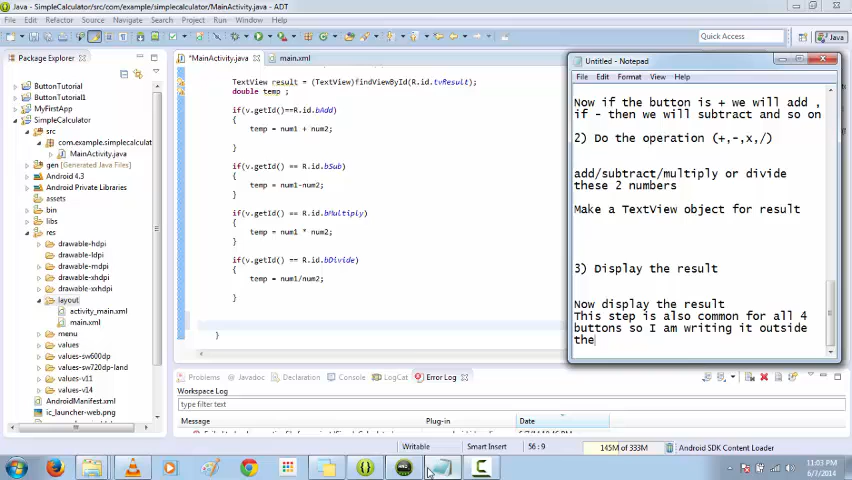 Java - SimpleCalculator/src/com/example/simplecalculator/MainActivity.java - ADT
File Edit Refactor Source Navigate Search Project Run Window Help
Quick Access
Java
Package Explorer
ButtonTutorial
ButtonTutorial1
MyFirstApp
SimpleCalculator
src
com.example.simplecalculat
MainActivity.java
gen [Generated Java Files]
Android 4.3
Android Private Libraries
assets
bin
libs
res
drawable-hdpi
drawable-ldpi
drawable-mdpi
drawable-xhdpi
drawable-xxhdpi
layout
activity_main.xml
main.xml
menu
values
values-sw600dp
values-sw720dp-land
values-v11
values-v14
AndroidManifest.xml
ic_launcher-web.png
*MainActivity.java
main.xml
TextView result = (TextView)findViewById(R.id.tvResult);
double temp ;
if(v.getId()==R.id.bAdd)
{
temp = num1 + num2;
}
if(v.getId() == R.id.bSub)
{
temp = num1-num2;
}
if(v.getId() == R.id.bMultiply)
{
temp = num1 * num2;
}
if(v.getId() == R.id.bDivide)
{
temp = num1/num2;
}
}
Untitled - Notepad
File Edit Format View Help
Now if the button is + we will add ,
if - then we will subtract and so on
2) Do the operation (+,-,x,/)
add/subtract/multiply or divide
these 2 numbers
Make a TextView object for result
3) Display the result
Now display the result
This step is also common for all 4
buttons so I am writing it outside
the
Problems Javadoc Declaration Console LogCat Error Log
Workspace Log
type filter text
Message Plug-in Date
Writable Smart Insert 56 : 9 145M of 333M Android SDK Content Loader
11:03 PM
6/7/2014